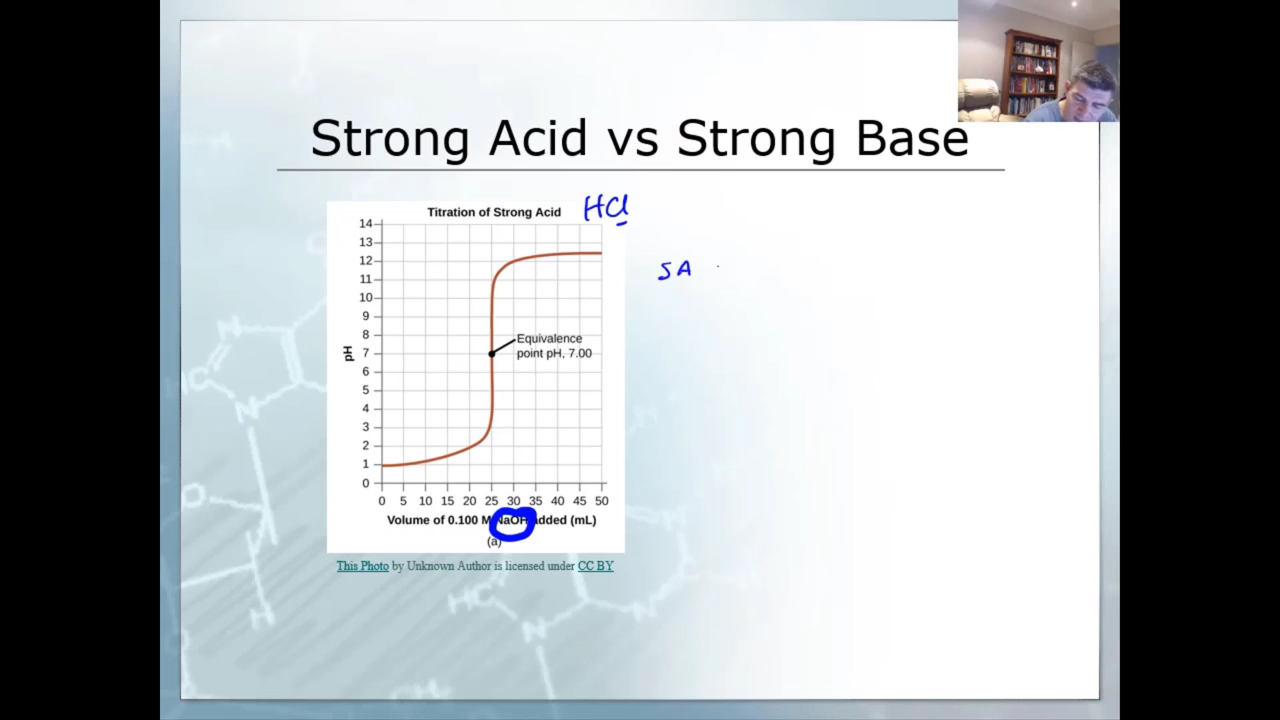 Strong Acid vs Strong Base
Titration of Strong Acid
HCl
SA
14
13
12
11
10
9
8
7
6
5
4
3
2
1
0
pH
Equivalence
point pH, 7.00
0 5 10 15 20 25 30 35 40 45 50
Volume of 0.100 M NaOH added (mL)
(a)
This Photo by Unknown Author is licensed under CC BY
HC
N
N
O
H
HC
N
N
CH